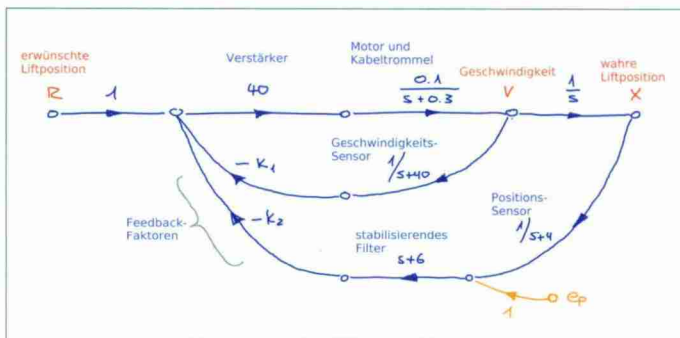 erwünschte
Liftposition
R
1
Verstärker
40
Motor und
Kabeltrommel
0.1
s+0.3
Geschwindigkeit
V
1
s
wahre
Liftposition
X
-K1
Geschwindigkeits-
Sensor
1/s+40
Feedback-
Faktoren
-K2
stabilisierendes
Filter
s+6
Positions-
Sensor
1/s+4
1
ep